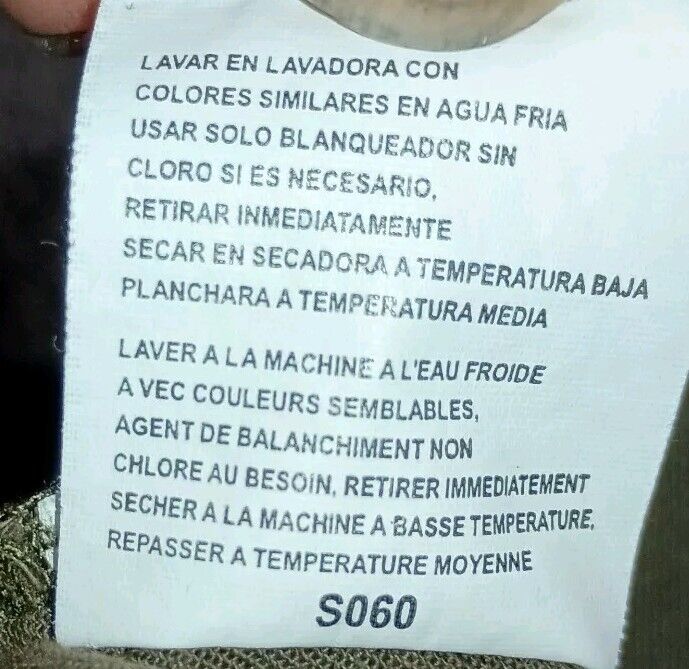 LAVAR EN LAVADORA CON
COLORES SIMILARES EN AGUA FRIA
USAR SOLO BLANQUEADOR SIN
CLORO SI ES NECESARIO,
RETIRAR INMEDIATAMENTE
SECAR EN SECADORA A TEMPERATURA BAJA
PLANCHARA A TEMPERATURA MEDIA
LAVER A LA MACHINE A L'EAU FROIDE
A VEC COULEURS SEMBLABLES,
AGENT DE BALANCHIMENT NON
CHLORE AU BESOIN, RETIRER IMMEDIATEMENT
SECHER A LA MACHINE A BASSE TEMPERATURE,
REPASSER A TEMPERATURE MOYENNE
S060